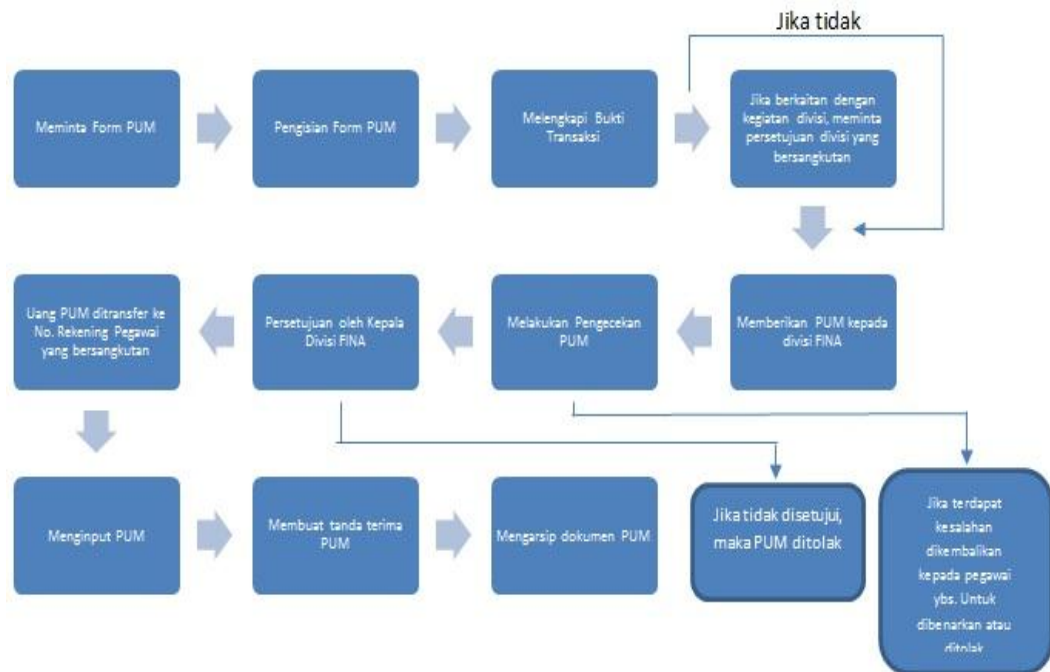 Jika tidak
Meminta Form PUM
Pengisian Form PUM
Melengkapi Bukti
Transaksi
Jika berkaitan dengan
kegiatan divisi, meminta
persetujuan divisi yang
bersangkutan
Uang PUM ditransfer ke
No. Rekening Pegawai
yang bersangkutan
Persetujuan oleh Kepala
Divisi FINA
Melakukan Pengecekan
PUM
Memberikan PUM kepada
divisi FINA
Menginput PUM
Membuat tanda terima
PUM
Mengarsip dokumen PUM
Jika tidak disetujui,
maka PUM ditolak
Jika terdapat
kesalahan
dikembalikan
kepada pegawai
ybs. Untuk
dibenarkan atau
ditolak